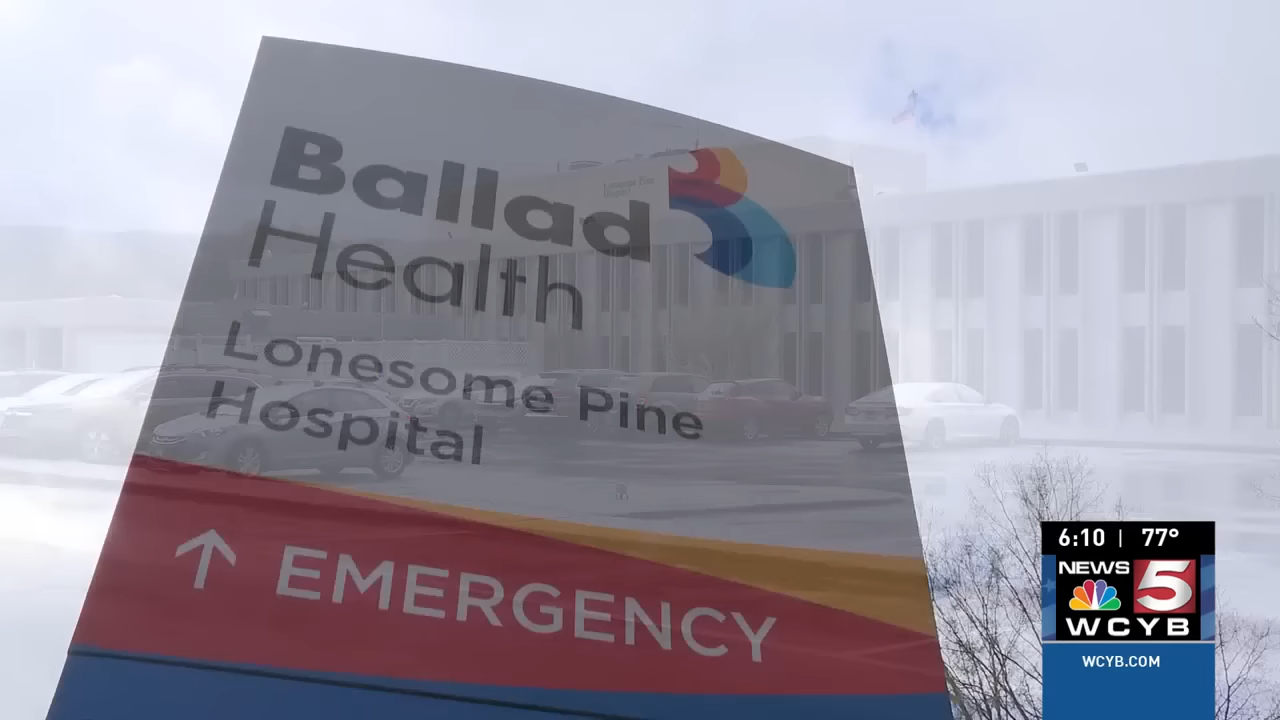 Ballad
Health
Lonesome Pine
Hospital
↑ EMERGENCY
6:10 | 77°
NEWS 5
WCYB
WCYB.COM